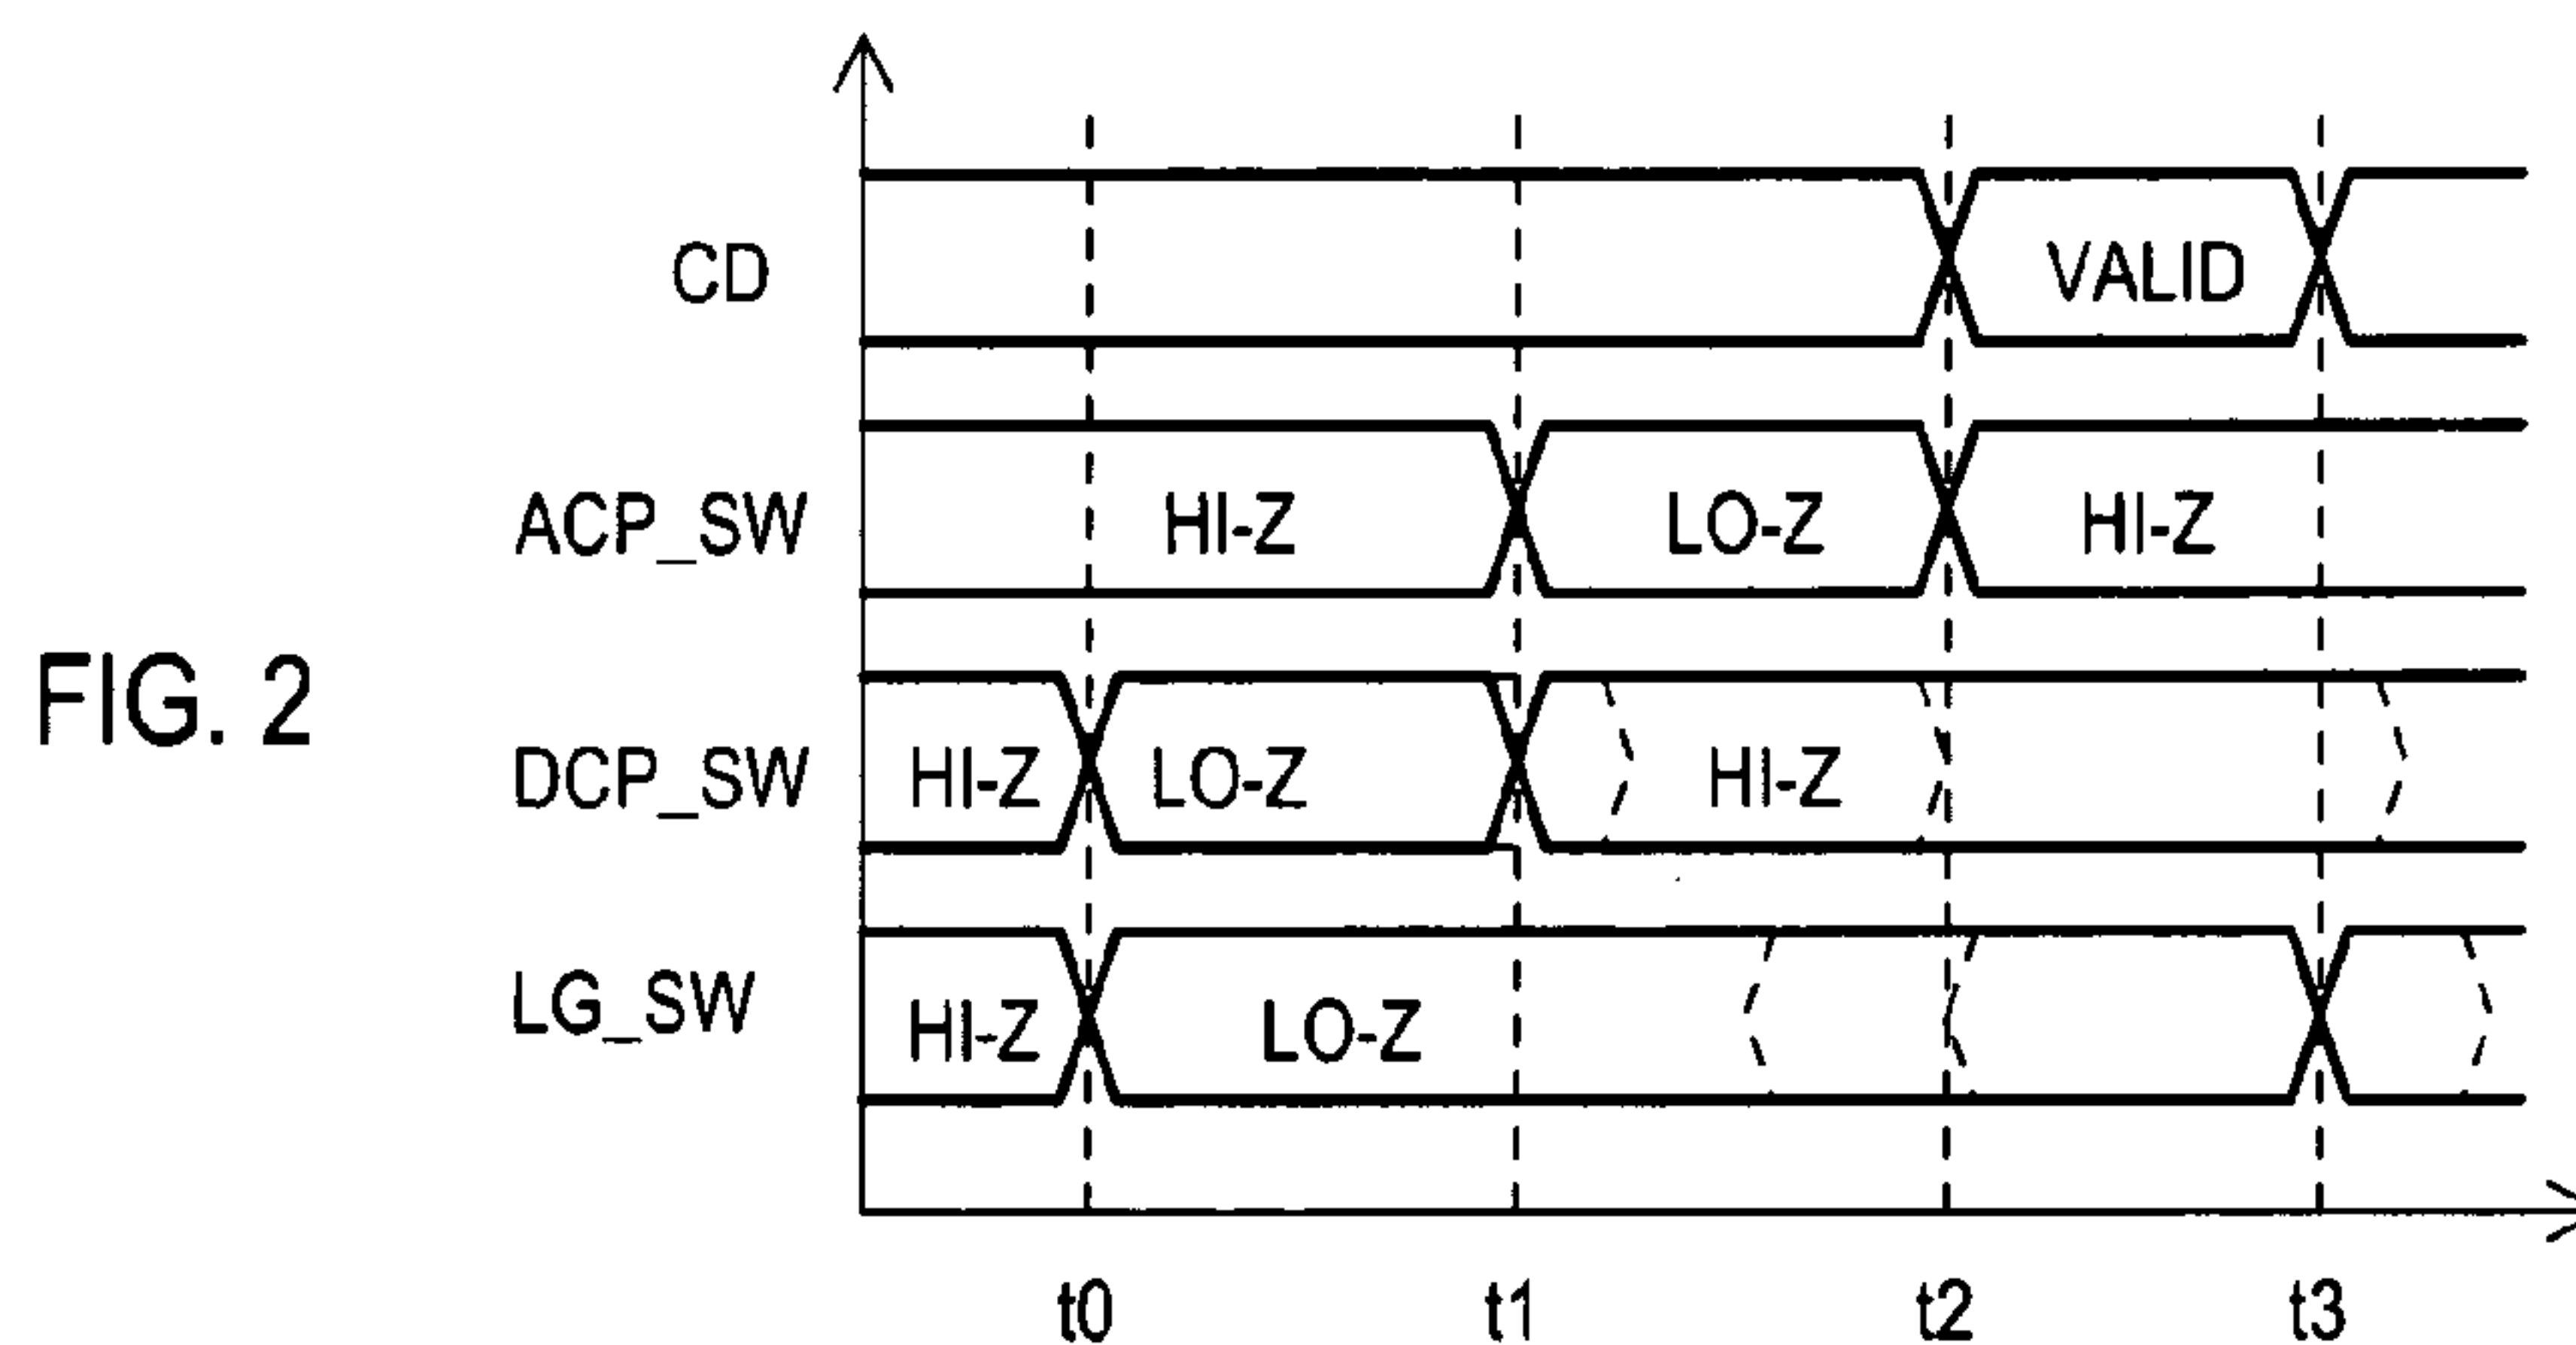 CD VALID
ACP_SW HI-Z LO-Z HI-Z
FIG. 2
DCP_SW HI-Z LO-Z HI-Z
LG_SW HI-Z LO-Z
t0 t1 t2 t3